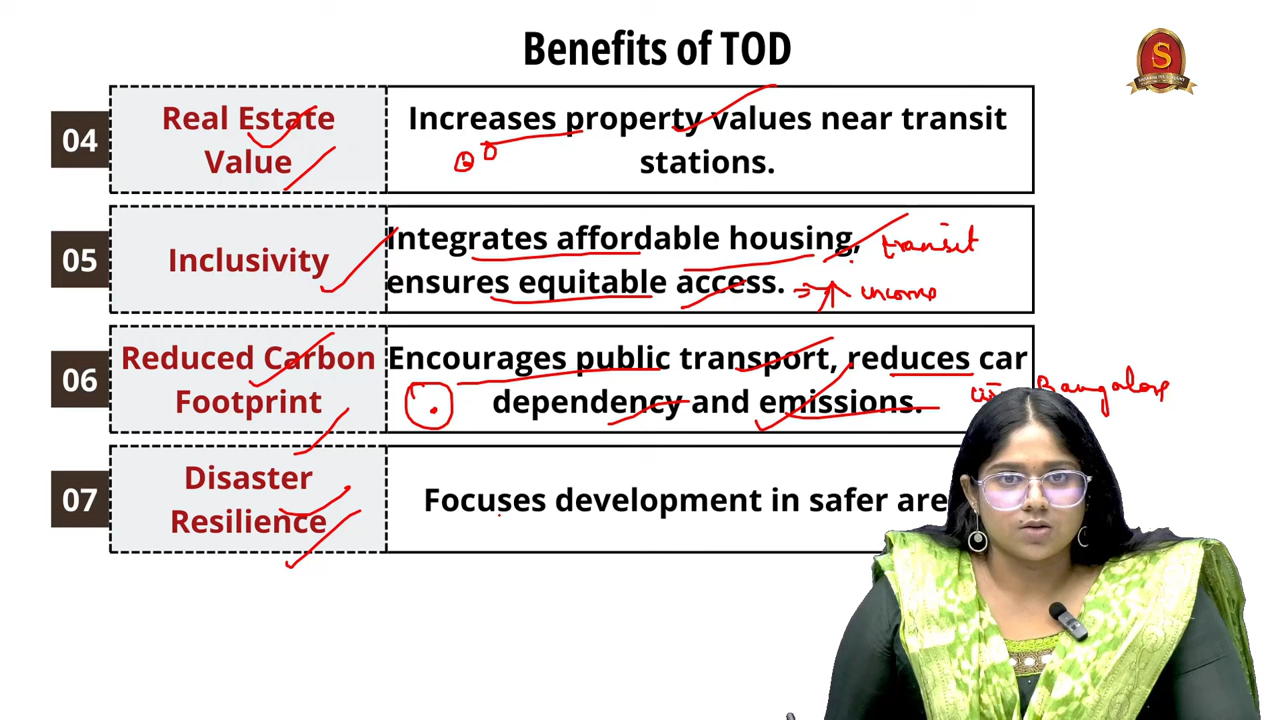 Benefits of TOD
S
04
Real Estate
Value
Increases property values near transit
stations.
05
Inclusivity
Integrates affordable housing,
ensures equitable access.
transit
income
06
Reduced Carbon
Footprint
Encourages public transport, reduces car
dependency and emissions.
Bangalore
07
Disaster
Resilience
Focuses development in safer are